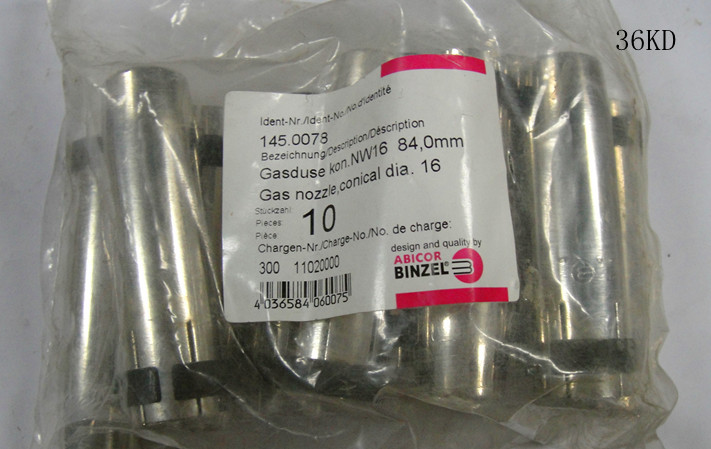 36KD
Ident-Nr./Ident-No./No.d'identité
145.0078
Bezeichnung/Description/Déscription
Gasduse kon.NW16 84,0mm
Gas nozzle,conical dia. 16
Stückzahl:
Pieces: 10
Pièce:
Chargen-Nr./Charge-No./No. de charge:
300 11020000
design and quality by
ABICOR
BINZEL®
4 036584 060075